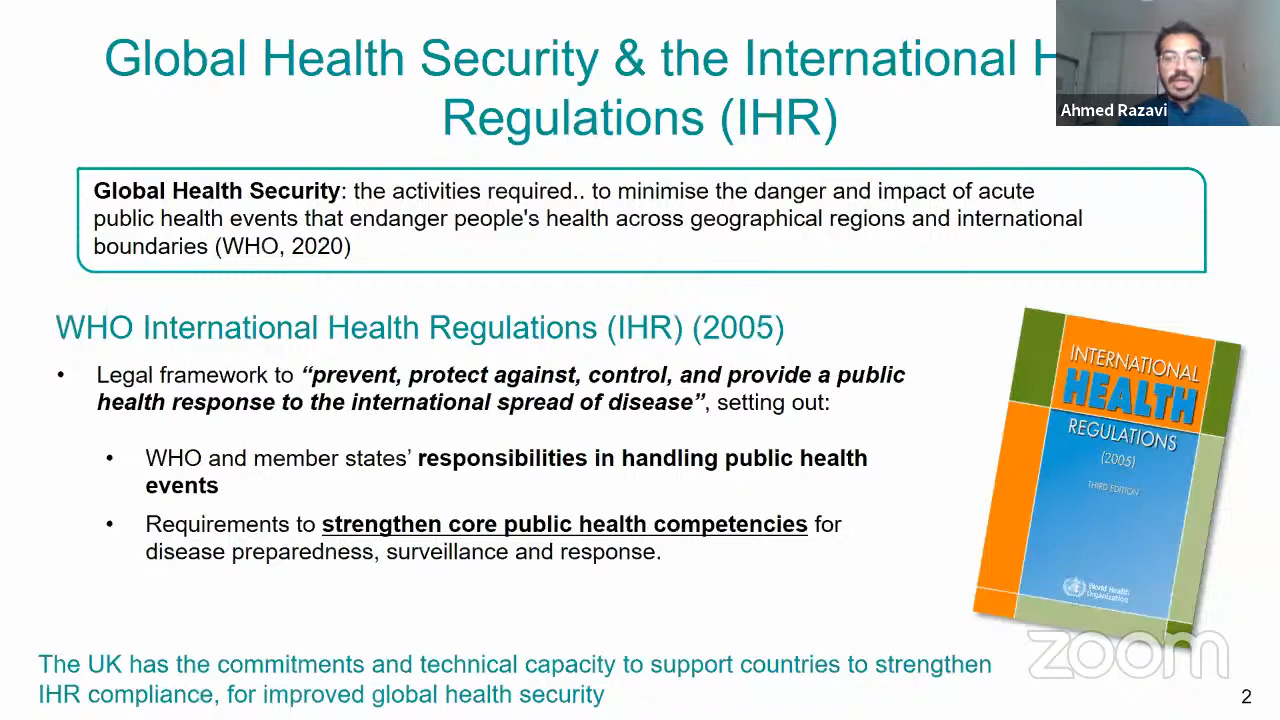 Global Health Security & the International H
Regulations (IHR)
Ahmed Razavi
Global Health Security: the activities required.. to minimise the danger and impact of acute
public health events that endanger people's health across geographical regions and international
boundaries (WHO, 2020)
WHO International Health Regulations (IHR) (2005)
• Legal framework to “prevent, protect against, control, and provide a public
health response to the international spread of disease”, setting out:
• WHO and member states’ responsibilities in handling public health
events
• Requirements to strengthen core public health competencies for
disease preparedness, surveillance and response.
INTERNATIONAL
HEALTH
REGULATIONS
(2005)
THIRD EDITION
World Health
Organization
The UK has the commitments and technical capacity to support countries to strengthen
IHR compliance, for improved global health security
zoom
2